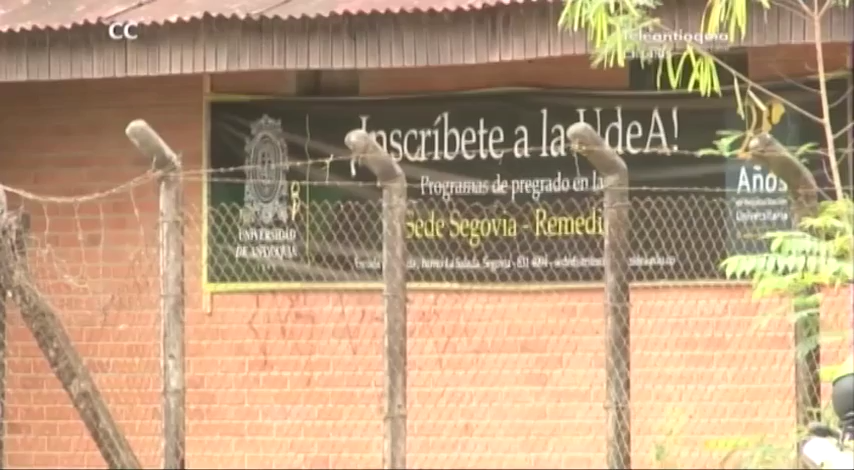 CC
Teleantioquia
Inscríbete a la UdeA!
UNIVERSIDAD
DE ANTIOQUIA
Programas de pregrado en la
Sede Segovia - Remedi
Años
Universitaria